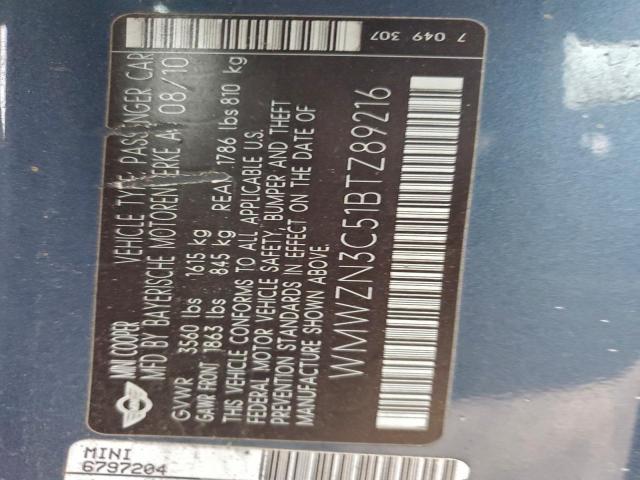 MINI COOPER
VEHICLE TYPE: PASSENGER CAR
MFD BY BAYERISCHE MOTORENWERKE AG 08/10
GVWR 3560 lbs 1615 kg
GAWR FRONT 1863 lbs 845 kg REAR 1786 lbs 810 kg
THIS VEHICLE CONFORMS TO ALL APPLICABLE U.S.
FEDERAL MOTOR VEHICLE SAFETY, BUMPER AND THEFT
PREVENTION STANDARDS IN EFFECT ON THE DATE OF
MANUFACTURE SHOWN ABOVE.
WMWZN3C51BTZ89216
7 049 307
MINI
6797204